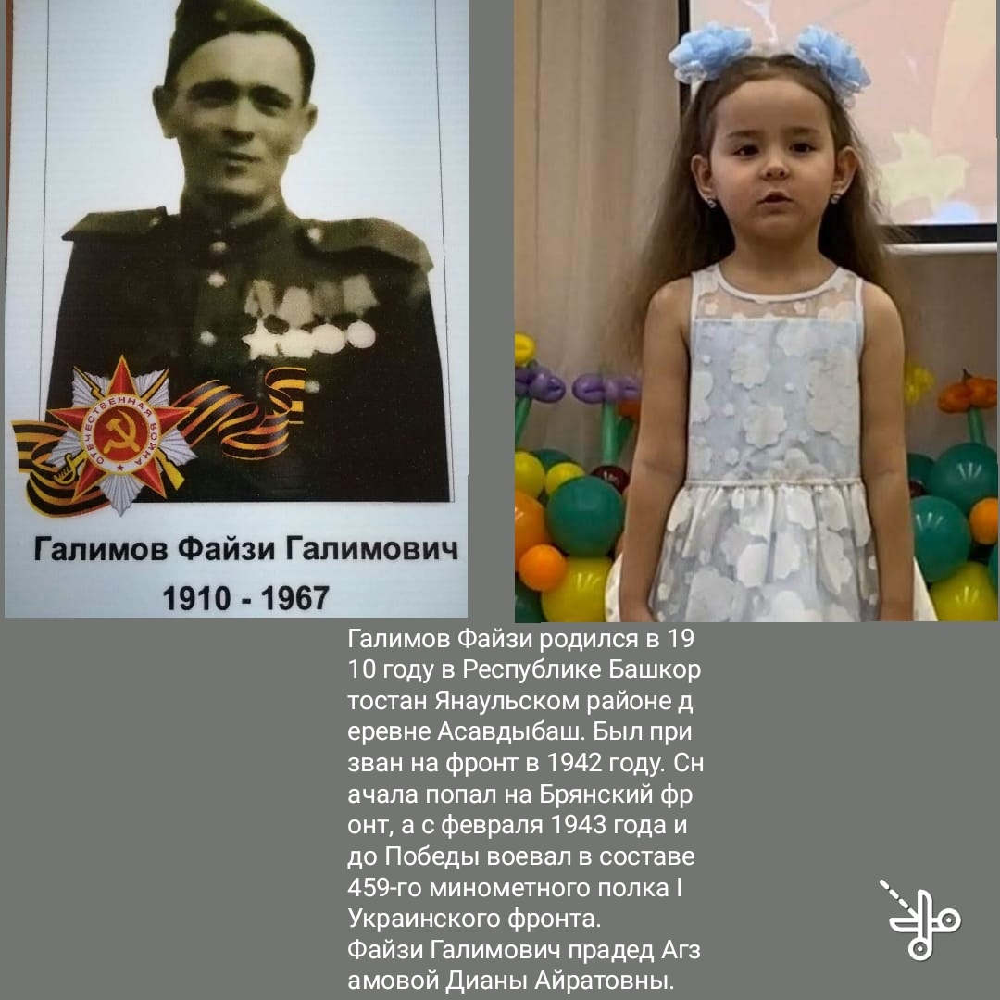 ОТЕЧЕСТВЕННАЯ ВОЙНА
Галимов Файзи Галимович
1910 - 1967
Галимов Файзи родился в 19
10 году в Республике Башкор
тостан Янаульском районе д
еревне Асавдыбаш. Был при
зван на фронт в 1942 году. Сн
ачала попал на Брянский фр
онт, а с февраля 1943 года и
до Победы воевал в составе
459-го минометного полка I
Украинского фронта.
Файзи Галимович прадед Агз
амовой Дианы Айратовны.